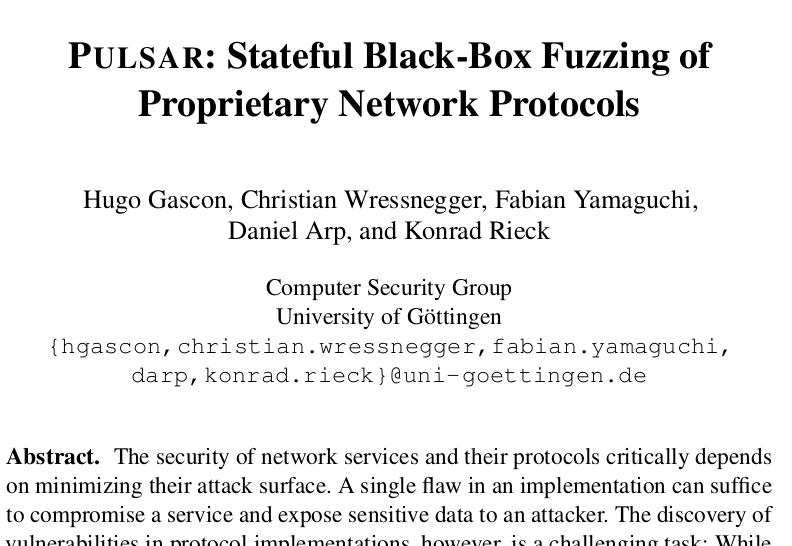 PULSAR: Stateful Black-Box Fuzzing of
Proprietary Network Protocols
Hugo Gascon, Christian Wressnegger, Fabian Yamaguchi,
Daniel Arp, and Konrad Rieck
Computer Security Group
University of Göttingen
{hgascon,christian.wressnegger,fabian.yamaguchi,
darp,konrad.rieck}@uni-goettingen.de
Abstract. The security of network services and their protocols critically depends
on minimizing their attack surface. A single flaw in an implementation can suffice
to compromise a service and expose sensitive data to an attacker. The discovery of
vulnerabilities in protocol implementations, however, is a challenging task: While